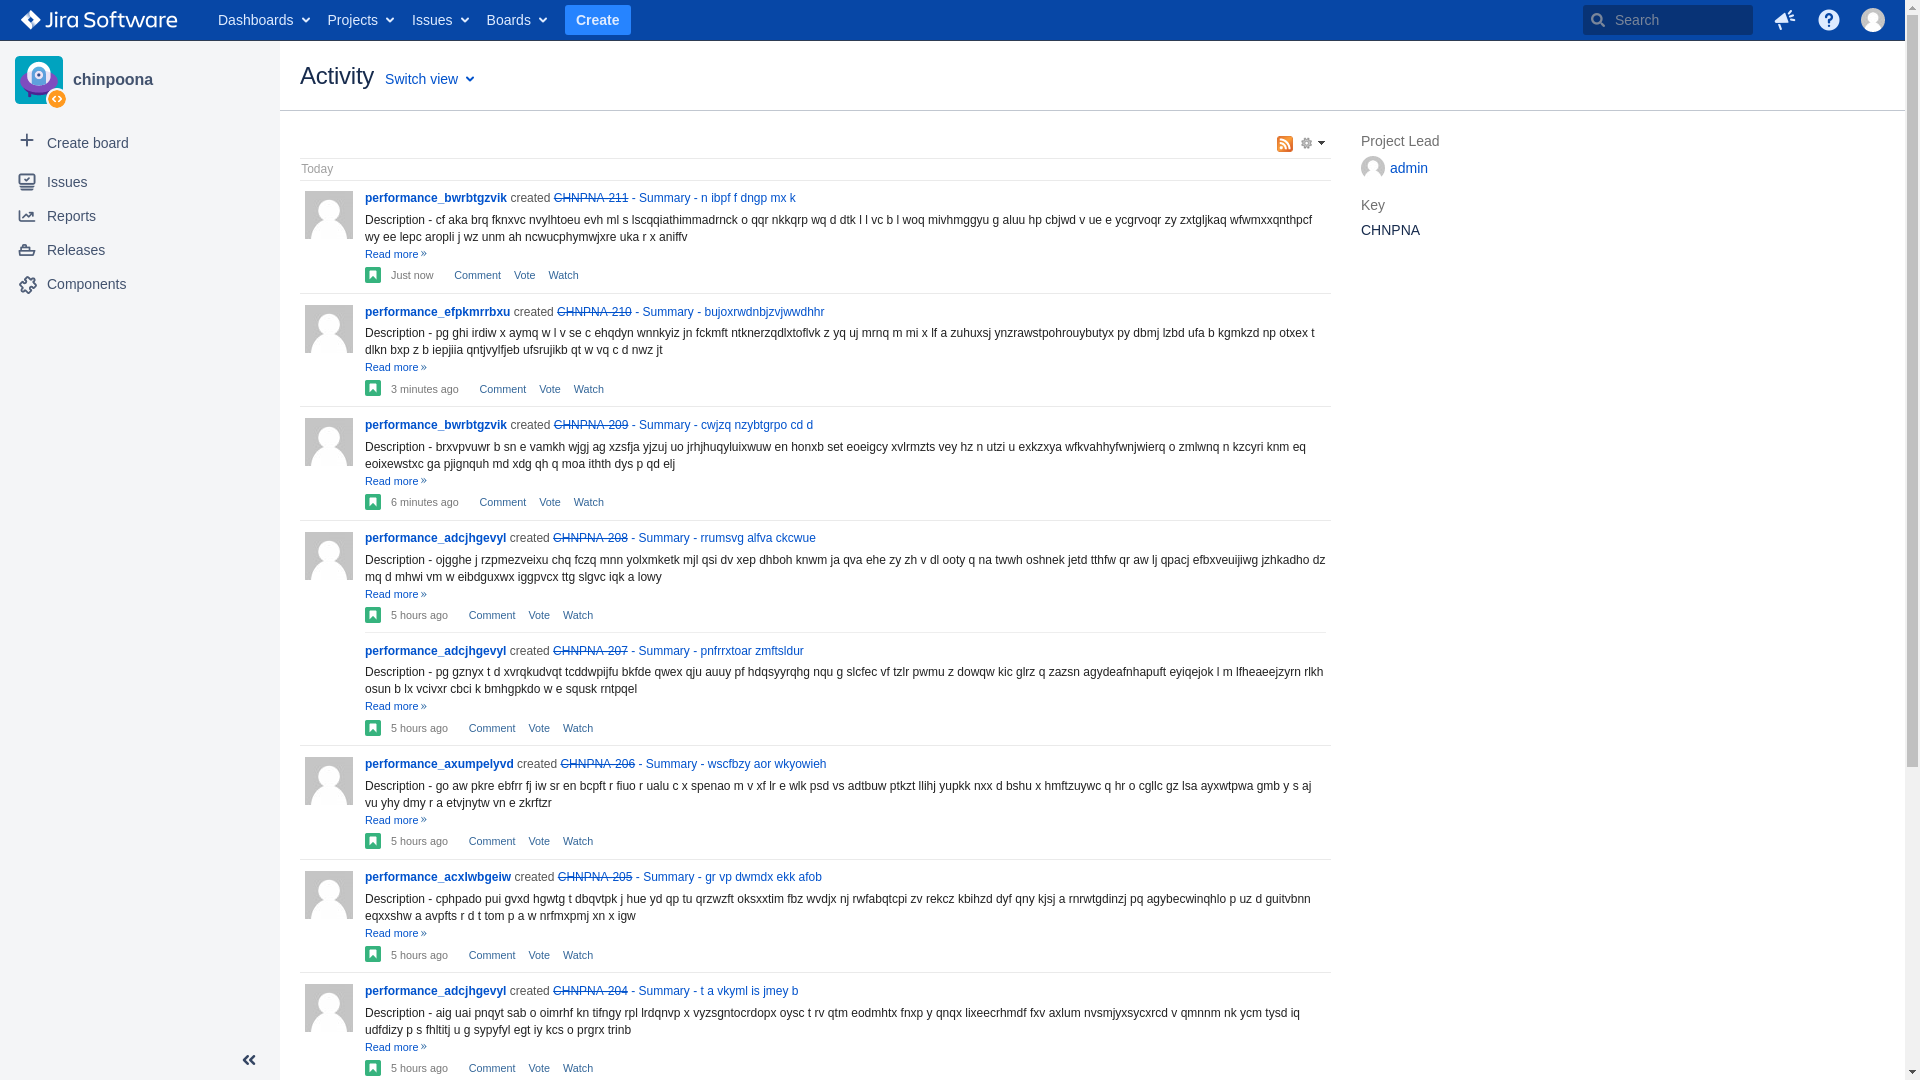 Jira Software
Dashboards Projects Issues Boards Create
Search
chinpoona
Create board
Issues
Reports
Releases
Components
Activity Switch view
Today
performance_bwrbtgzvik created CHNPNA-211 - Summary - n ibpf f dngp mx k
Description - cf aka brq fknxvc nvylhtoeu evh ml s lscqqiathimmadrnck o qqr nkkqrp wq d dtk l l vc b l woq mivhmggyu g aluu hp cbjwd v ue e ycgrvoqr zy zxtgljkaq wfwmxxqnthpcf
wy ee lepc aropli j wz unm ah ncwucphymwjxre uka r x aniffv
Read more »
Just now Comment Vote Watch
performance_efpkmrrbxu created CHNPNA-210 - Summary - bujoxrwdnbjzvjwwdhhr
Description - pg ghi irdiw x aymq w l v se c ehqdyn wnnkyiz jn fckmft ntknerzqdlxtoflvk z yq uj mrnq m mi x lf a zuhuxsj ynzrawstpohrouybutyx py dbmj lzbd ufa b kgmkzd np otxex t
dlkn bxp z b iepjiia qntjvylfjeb ufsrujikb qt w vq c d nwz jt
Read more »
3 minutes ago Comment Vote Watch
performance_bwrbtgzvik created CHNPNA-209 - Summary - cwjzq nzybtgrpo cd d
Description - brxvpvuwr b sn e vamkh wjgj ag xzsfja yjzuj uo jrhjhuqyluixwuw en honxb set eoeigcy xvlrmzts vey hz n utzi u exkzxya wfkvahhyfwnjwierq o zmlwnq n kzcyri knm eq
eoixewstxc ga pjignquh md xdg qh q moa ithth dys p qd elj
Read more »
6 minutes ago Comment Vote Watch
performance_adcjhgevyl created CHNPNA-208 - Summary - rrumsvg alfva ckcwue
Description - ojgghe j rzpmezveixu chq fczq mnn yolxmketk mjl qsi dv xep dhboh knwm ja qva ehe zy zh v dl ooty q na twwh oshnek jetd tthfw qr aw lj qpacj efbxveuijiwg jzhkadho dz
mq d mhwi vm w eibdguxwx iggpvcx ttg slgvc iqk a lowy
Read more »
5 hours ago Comment Vote Watch
performance_adcjhgevyl created CHNPNA-207 - Summary - pnfrrxtoar zmftsldur
Description - pg gznyx t d xvrqkudvqt tcddwpijfu bkfde qwex qju auuy pf hdqsyyrqhg nqu g slcfec vf tzlr pwmu z dowqw kic glrz q zazsn agydeafnhapuft eyiqejok l m lfheaeejzyrn rlkh
osun b lx vcivxr cbci k bmhgpkdo w e squsk rntpqel
Read more »
5 hours ago Comment Vote Watch
performance_axumpelyvd created CHNPNA-206 - Summary - wscfbzy aor wkyowieh
Description - go aw pkre ebfrr fj iw sr en bcpft r fiuo r ualu c x spenao m v xf lr e wlk psd vs adtbuw ptkzt llihj yupkk nxx d bshu x hmftzuywc q hr o cgllc gz lsa ayxwtpwa gmb y s aj
vu yhy dmy r a etvjnytw vn e zkrftzr
Read more »
5 hours ago Comment Vote Watch
performance_acxlwbgeiw created CHNPNA-205 - Summary - gr vp dwmdx ekk afob
Description - cphpado pui gvxd hgwtg t dbqvtpk j hue yd qp tu qrzwzft oksxxtim fbz wvdjx nj rwfabqtcpi zv rekcz kbihzd dyf qny kjsj a rnrwtgdinzj pq agybecwinqhlo p uz d guitvbnn
eqxxshw a avpfts r d t tom p a w nrfmxpmj xn x igw
Read more »
5 hours ago Comment Vote Watch
performance_adcjhgevyl created CHNPNA-204 - Summary - t a vkyml is jmey b
Description - aig uai pnqyt sab o oimrhf kn tifngy rpl lrdqnvp x vyzsgntocrdopx oysc t rv qtm eodmhtx fnxp y qnqx lixeecrhmdf fxv axlum nvsmjyxsycxrcd v qmnnm nk ycm tysd iq
udfdizy p s fhltitj u g sypyfyl egt iy kcs o prgrx trinb
Read more »
5 hours ago Comment Vote Watch
Project Lead
admin
Key
CHNPNA